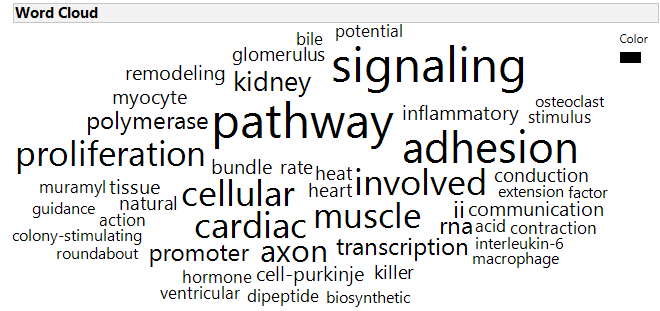 Word Cloud
potential
bile
Color
glomerulus
signaling
remodeling
kidney
myocyte
osteoclast
inflammatory
stimulus
polymerase
pathway
adhesion
proliferation
bundle
rate
heat
conduction
muramyl
tissue
cellular
heart
involved
extension
factor
guidance
natural
ii
communication
action
cardiac
muscle
rna
acid
contraction
colony-stimulating
roundabout
promoter
axon
transcription
interleukin-6
macrophage
hormone
cell-purkinje
killer
ventricular
dipeptide
biosynthetic